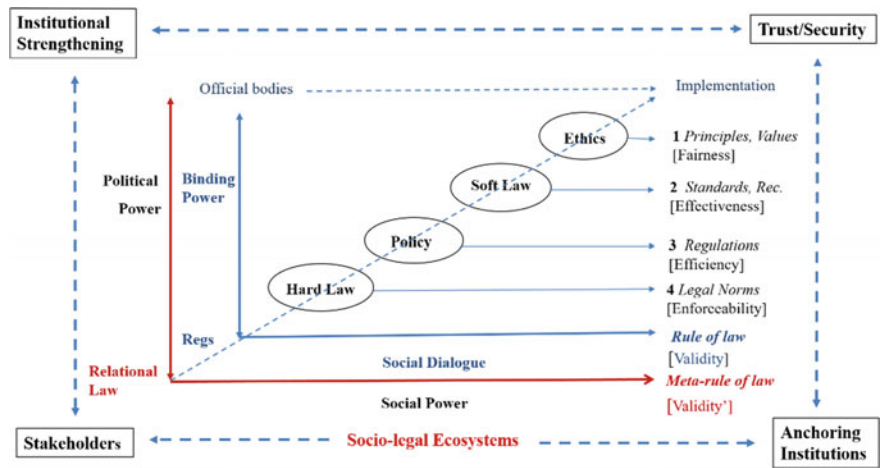 Institutional
Strengthening
Trust/Security
Official bodies
Implementation
Ethics
1 Principles, Values
[Fairness]
Political
Power
Binding
Power
Soft Law
2 Standards, Rec.
[Effectiveness]
Policy
3 Regulations
[Efficiency]
Hard Law
4 Legal Norms
[Enforceability]
Regs
Rule of law
[Validity]
Social Dialogue
Relational
Law
Meta-rule of law
[Validity']
Social Power
Stakeholders
Socio-legal Ecosystems
Anchoring
Institutions